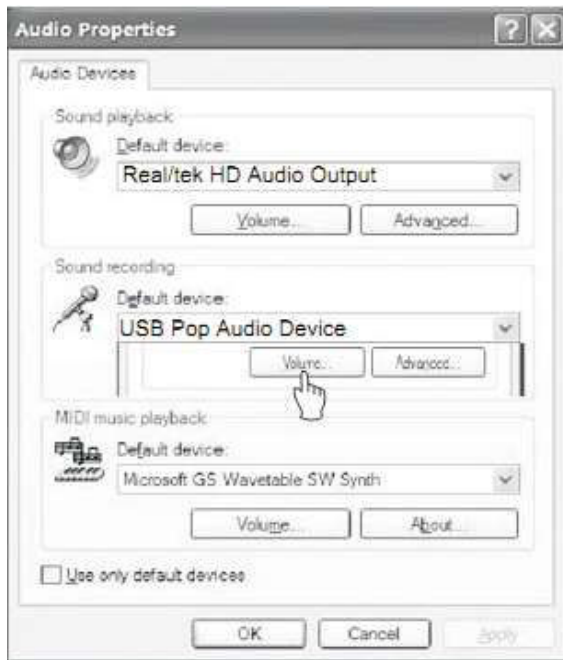 Audio Properties
Audio Devices
Sound playback
Default device:
Real/tek HD Audio Output
Volume...
Advanced...
Sound recording
Default device:
USB Pop Audio Device
Volume...
Advanced...
MIDI music playback
Default device:
Microsoft GS Wavetable SW Synth
Volume...
About...
Use only default devices
OK
Cancel
Apply